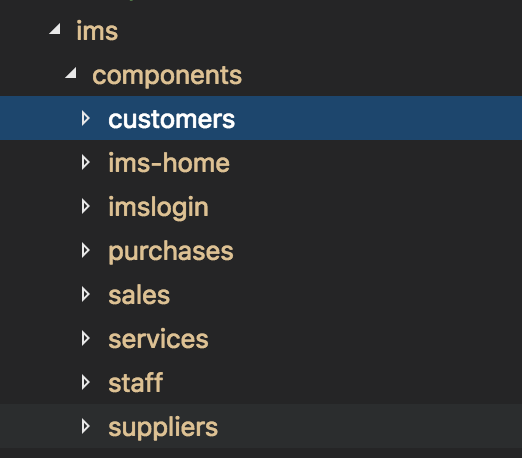 ims
components
customers
ims-home
imslogin
purchases
sales
services
staff
suppliers